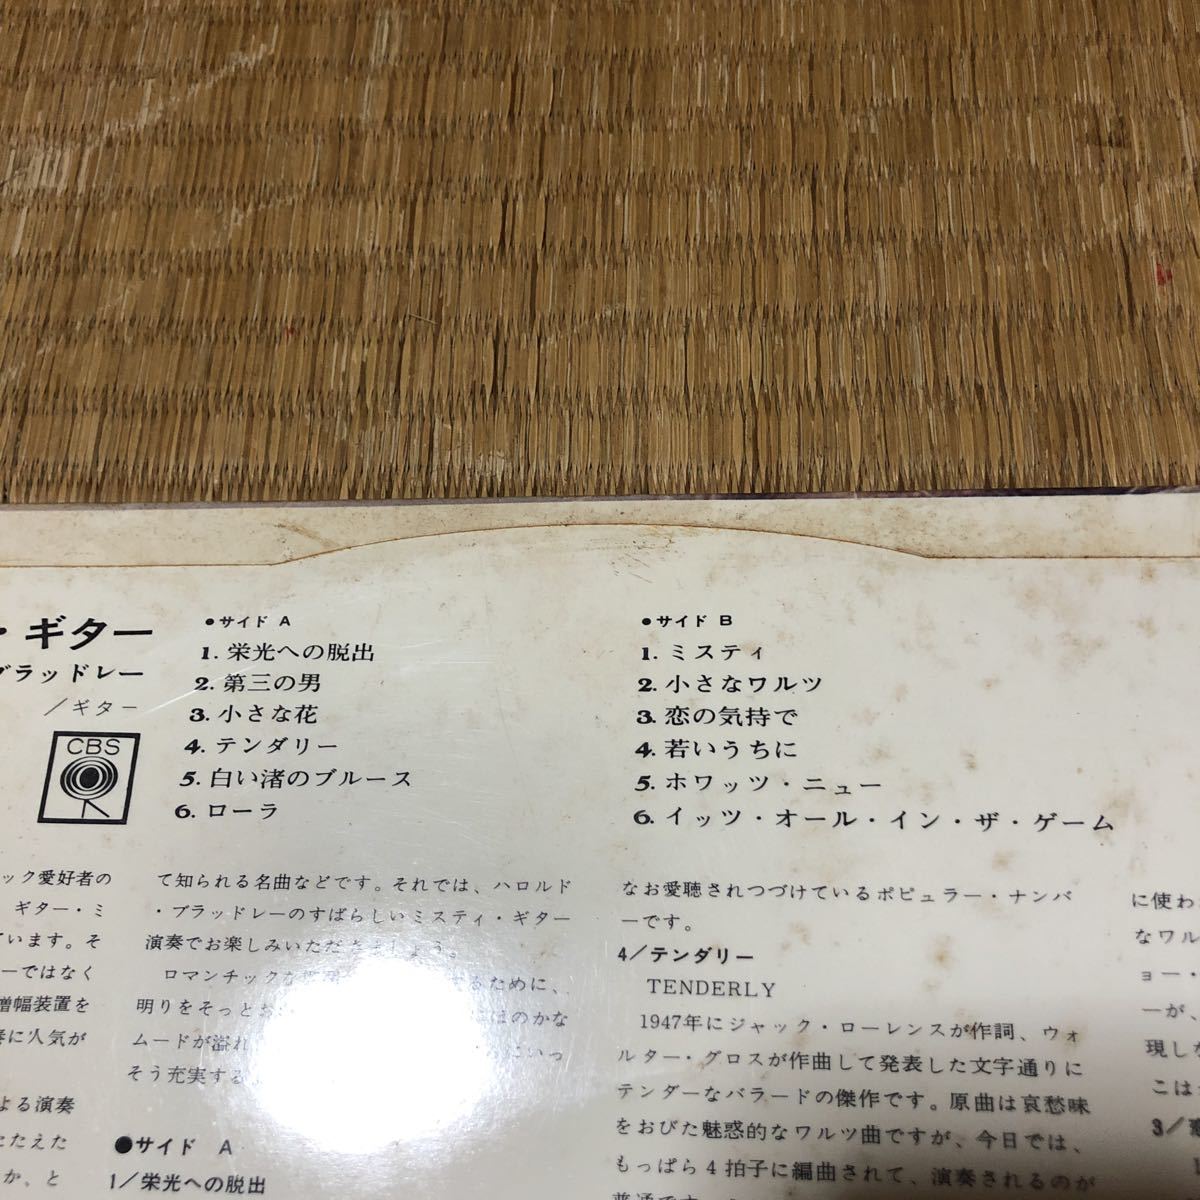 ・ギター
ブラッドレー
／ギター
CBS
●サイド A
1. 栄光への脱出
2. 第三の男
3. 小さな花
4. テンダリー
5. 白い渚のブルース
6. ローラ
●サイド B
1. ミスティ
2. 小さなワルツ
3. 恋の気持で
4. 若いうちに
5. ホワッツ・ニュー
6. イッツ・オール・イン・ザ・ゲーム
ック愛好者の
ギター・ミ
ています。そ
ーではなく
増幅装置を
奏に人気が
よる演奏
たたえた
か、と
て知られる名曲などです。それでは、ハロルド
・ブラッドレーのすばらしいミスティ・ギター
演奏でお楽しみいただきましょう。
ロマンチックな るために、
明りをそっとお にほのかな
ムードが溢れ にいっ
そう充実する
●サイド A
1／栄光への脱出
なお愛聴されつづけているポピュラー・ナンバ
ーです。
4／テンダリー
TENDERLY
1947年にジャック・ローレンスが作詞、ウォ
ルター・グロスが作曲して発表した文字通りに
テンダーなバラードの傑作です。原曲は哀愁味
をおびた魅惑的なワルツ曲ですが、今日では、
もっぱら4拍子に編曲されて、演奏されるのが
普通です。
に使わ
なワル
ョー・
ーが、
現しな
こは
3／